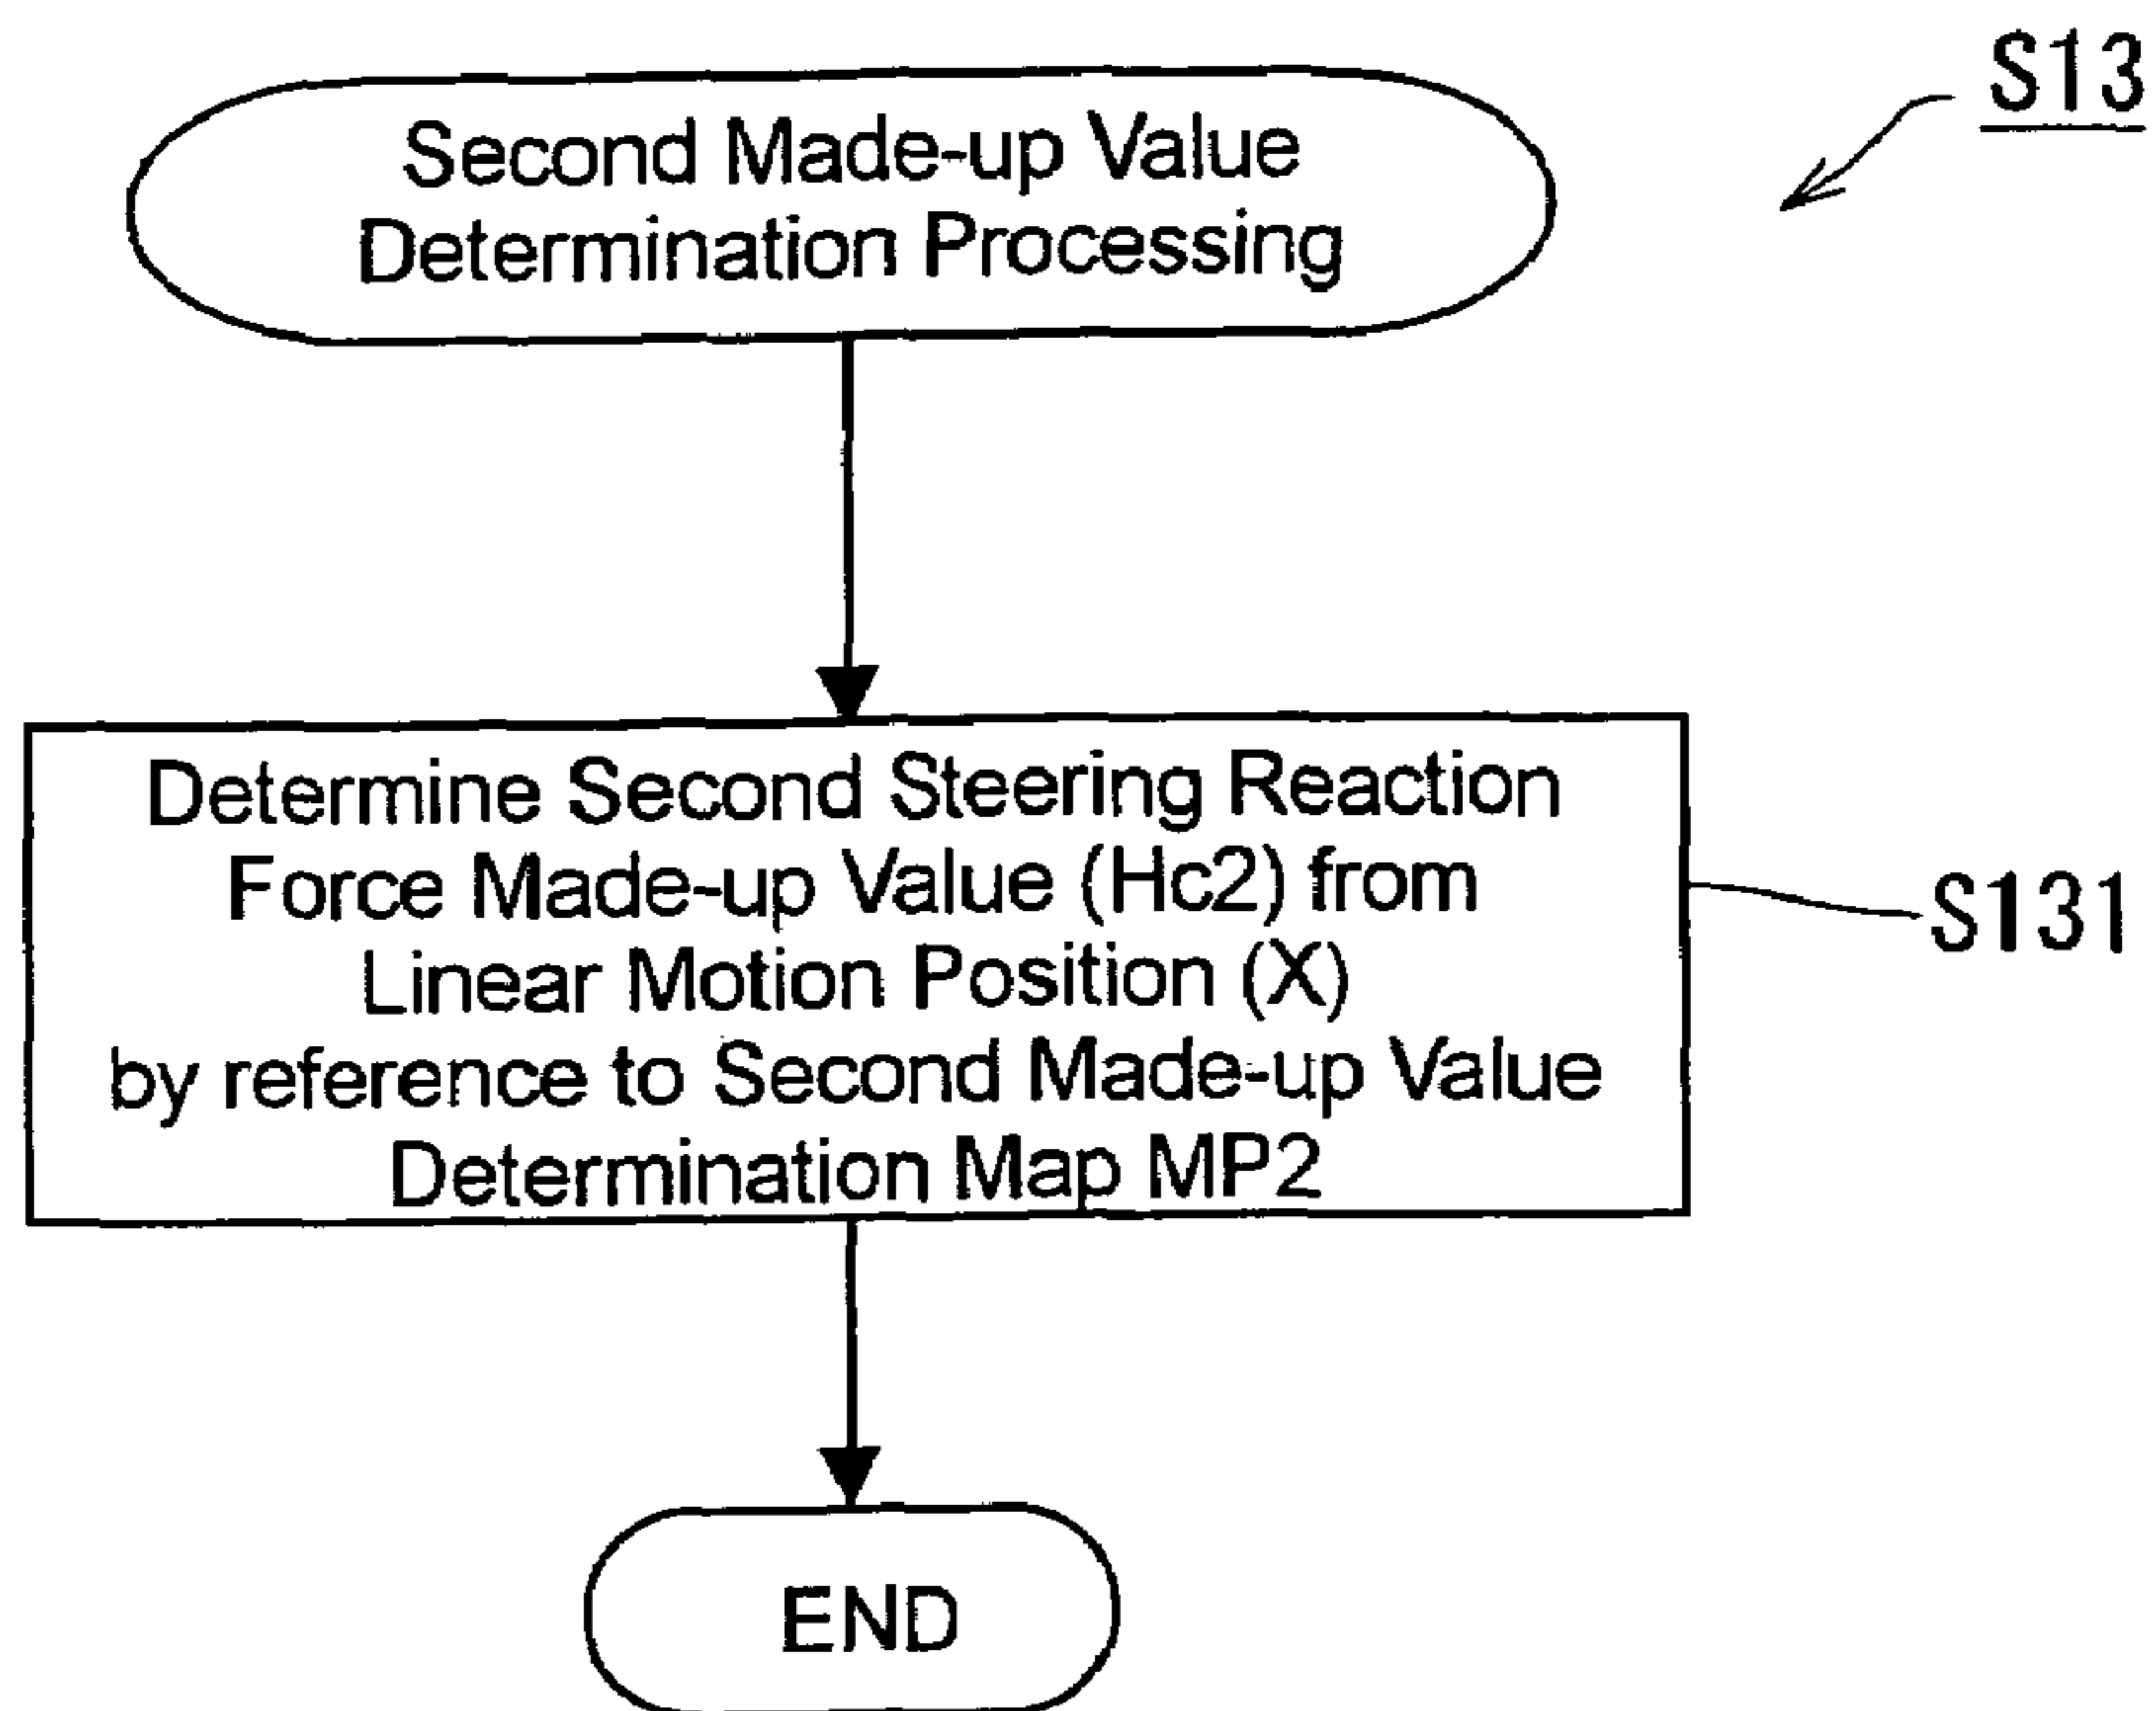 S13
Second Made-up Value
Determination Processing
Determine Second Steering Reaction
Force Made-up Value (Hc2) from
Linear Motion Position (X)
by reference to Second Made-up Value
Determination Map MP2
S131
END